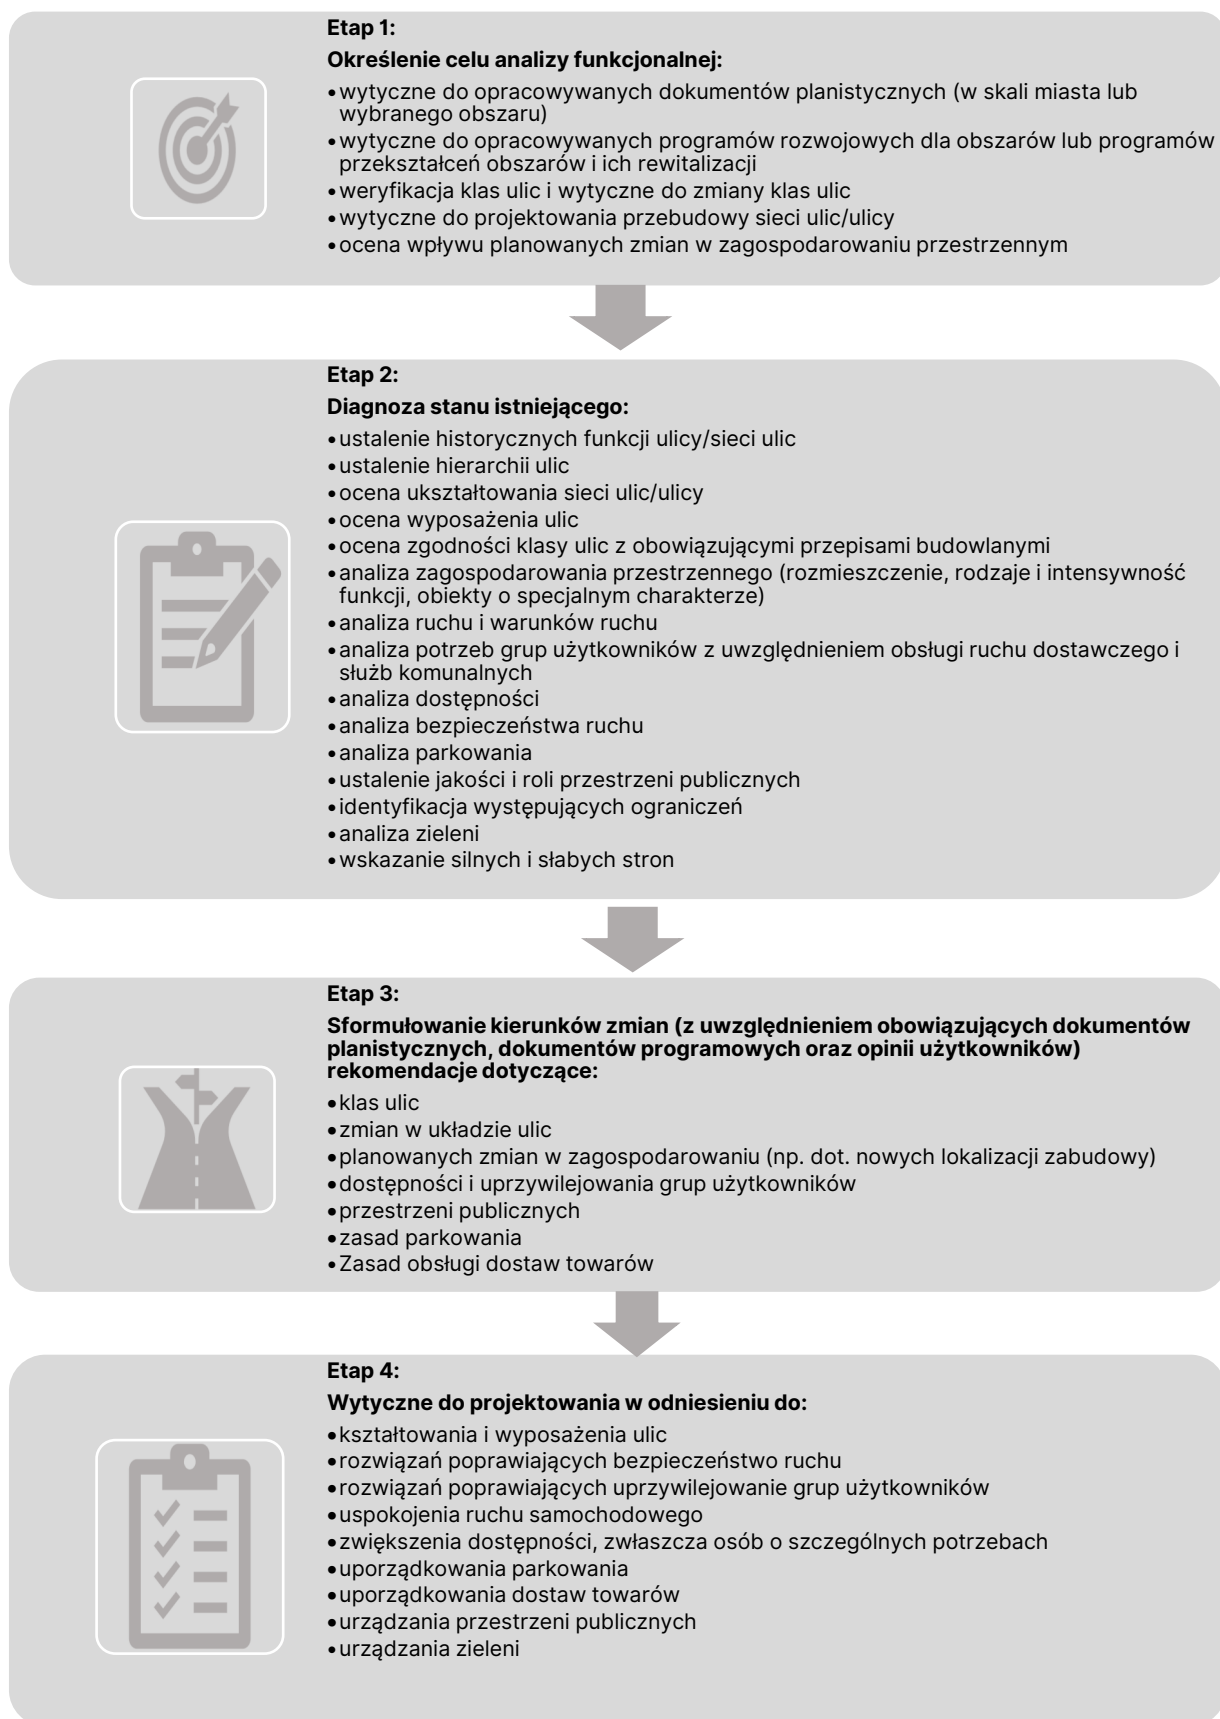 Etap 1:
Określenie celu analizy funkcjonalnej:
•wytyczne do opracowywanych dokumentów planistycznych (w skali miasta lub
wybranego obszaru)
•wytyczne do opracowywanych programów rozwojowych dla obszarów lub programów
przekształceń obszarów i ich rewitalizacji
•weryfikacja klas ulic i wytyczne do zmiany klas ulic
•wytyczne do projektowania przebudowy sieci ulic/ulicy
•ocena wpływu planowanych zmian w zagospodarowaniu przestrzennym
Etap 2:
Diagnoza stanu istniejącego:
•ustalenie historycznych funkcji ulicy/sieci ulic
•ustalenie hierarchii ulic
•ocena ukształtowania sieci ulic/ulicy
•ocena wyposażenia ulic
•ocena zgodności klasy ulic z obowiązującymi przepisami budowlanymi
•analiza zagospodarowania przestrzennego (rozmieszczenie, rodzaje i intensywność
funkcji, obiekty o specjalnym charakterze)
•analiza ruchu i warunków ruchu
•analiza potrzeb grup użytkowników z uwzględnieniem obsługi ruchu dostawczego i
służb komunalnych
•analiza dostępności
•analiza bezpieczeństwa ruchu
•analiza parkowania
•ustalenie jakości i roli przestrzeni publicznych
•identyfikacja występujących ograniczeń
•analiza zieleni
•wskazanie silnych i słabych stron
Etap 3:
Sformułowanie kierunków zmian (z uwzględnieniem obowiązujących dokumentów
planistycznych, dokumentów programowych oraz opinii użytkowników)
rekomendacje dotyczące:
•klas ulic
•zmian w układzie ulic
•planowanych zmian w zagospodarowaniu (np. dot. nowych lokalizacji zabudowy)
•dostępności i uprzywilejowania grup użytkowników
•przestrzeni publicznych
•zasad parkowania
•Zasad obsługi dostaw towarów
Etap 4:
Wytyczne do projektowania w odniesieniu do:
•kształtowania i wyposażenia ulic
•rozwiązań poprawiających bezpieczeństwo ruchu
•rozwiązań poprawiających uprzywilejowanie grup użytkowników
•uspokojenia ruchu samochodowego
•zwiększenia dostępności, zwłaszcza osób o szczególnych potrzebach
•uporządkowania parkowania
•uporządkowania dostaw towarów
•urządzania przestrzeni publicznych
•urządzania zieleni